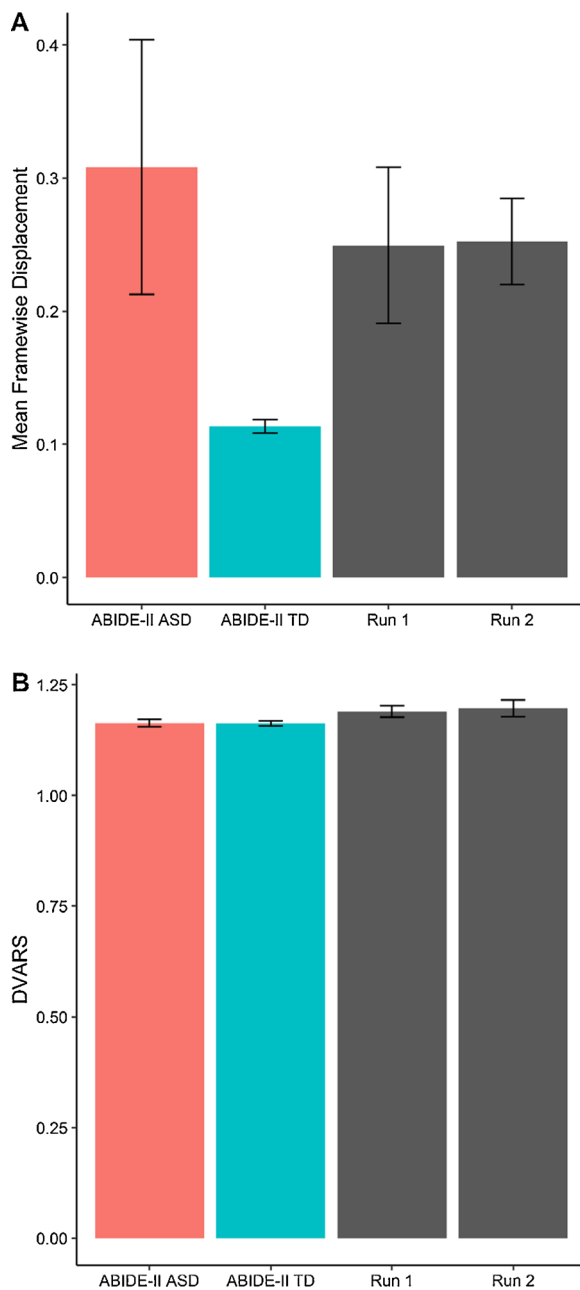 A
Mean Framewise Displacement
0.4
0.3
0.2
0.1
0.0
ABIDE-II ASD
ABIDE-II TD
Run 1
Run 2
B
DVARS
1.25
1.00
0.75
0.50
0.25
0.00
ABIDE-II ASD
ABIDE-II TD
Run 1
Run 2